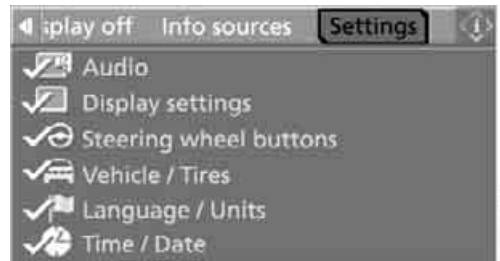 splay off Info sources Settings
Audio
Display settings
Steering wheel buttons
Vehicle / Tires
Language / Units
Time / Date